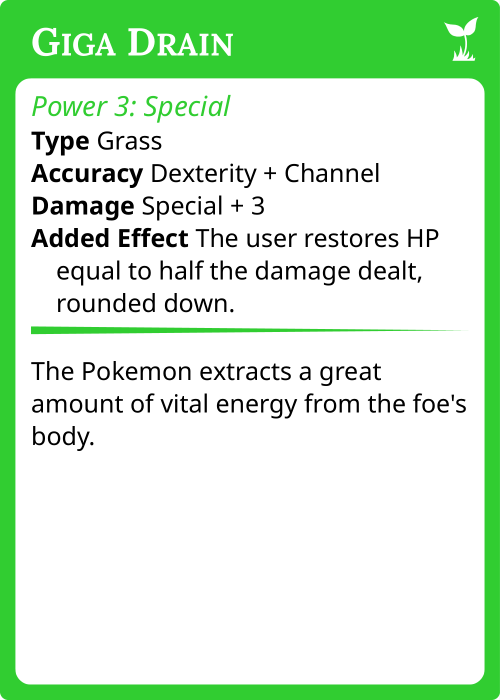 Giga Drain
Power 3: Special
Type Grass
Accuracy Dexterity + Channel
Damage Special + 3
Added Effect The user restores HP
equal to half the damage dealt,
rounded down.
The Pokemon extracts a great
amount of vital energy from the foe's
body.